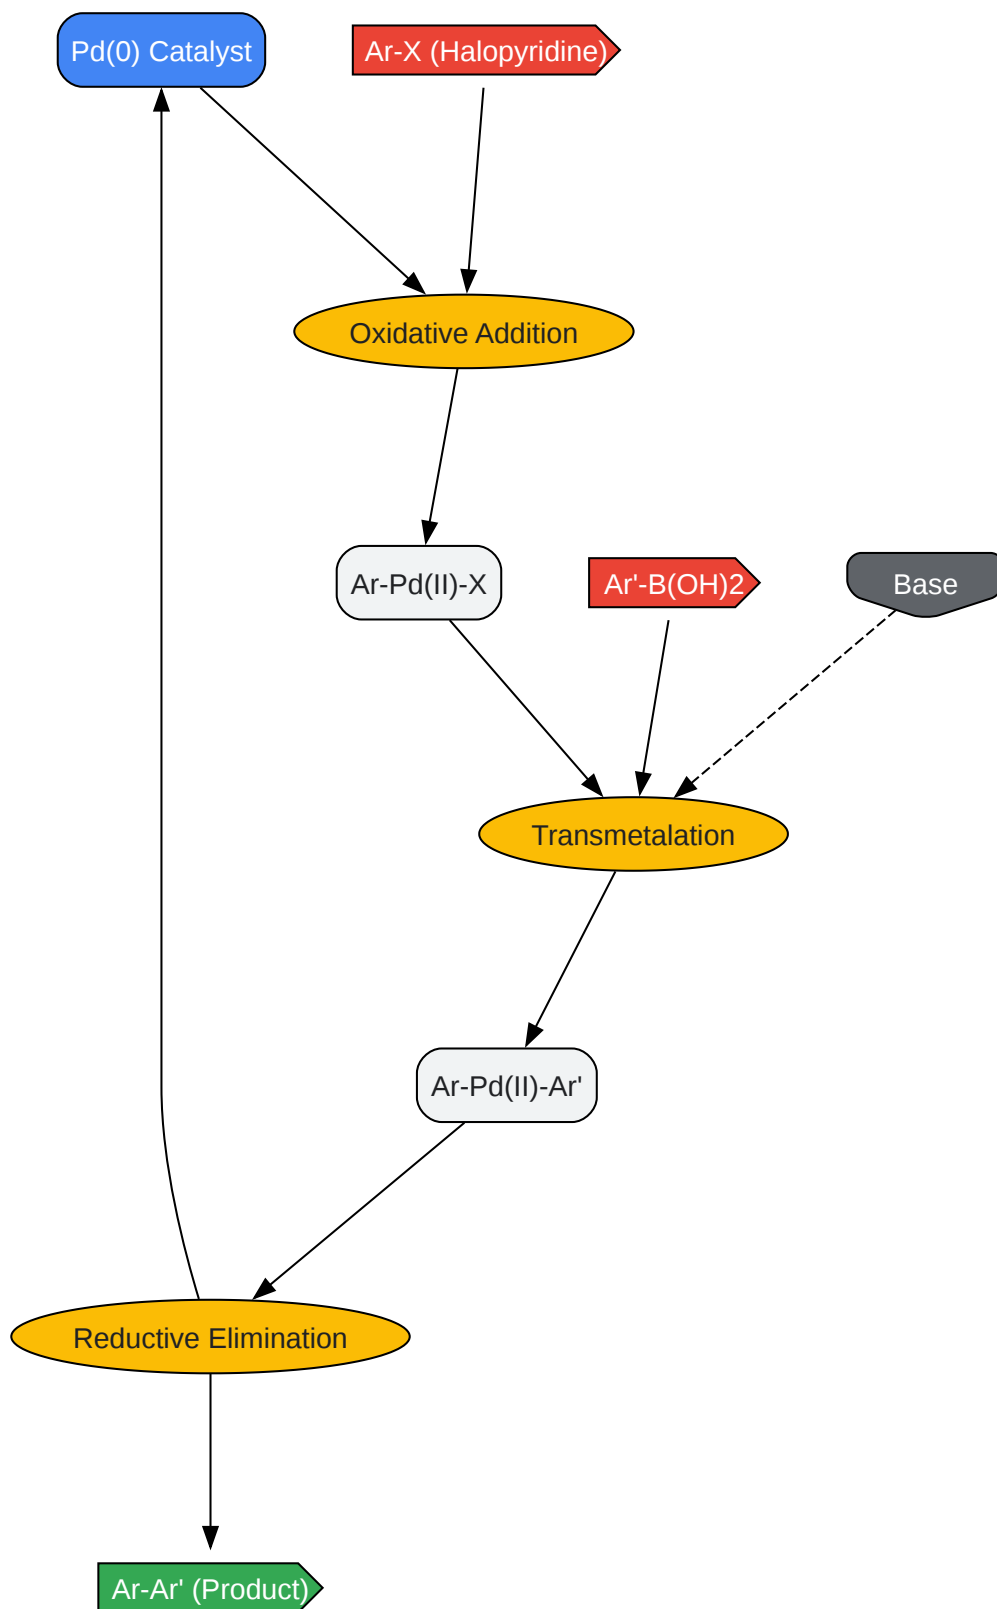 Pd(0) Catalyst
Ar-X (Halopyridine)
Oxidative Addition
Ar-Pd(II)-X
Ar'-B(OH)2
Base
Transmetalation
Ar-Pd(II)-Ar'
Reductive Elimination
Ar-Ar' (Product)